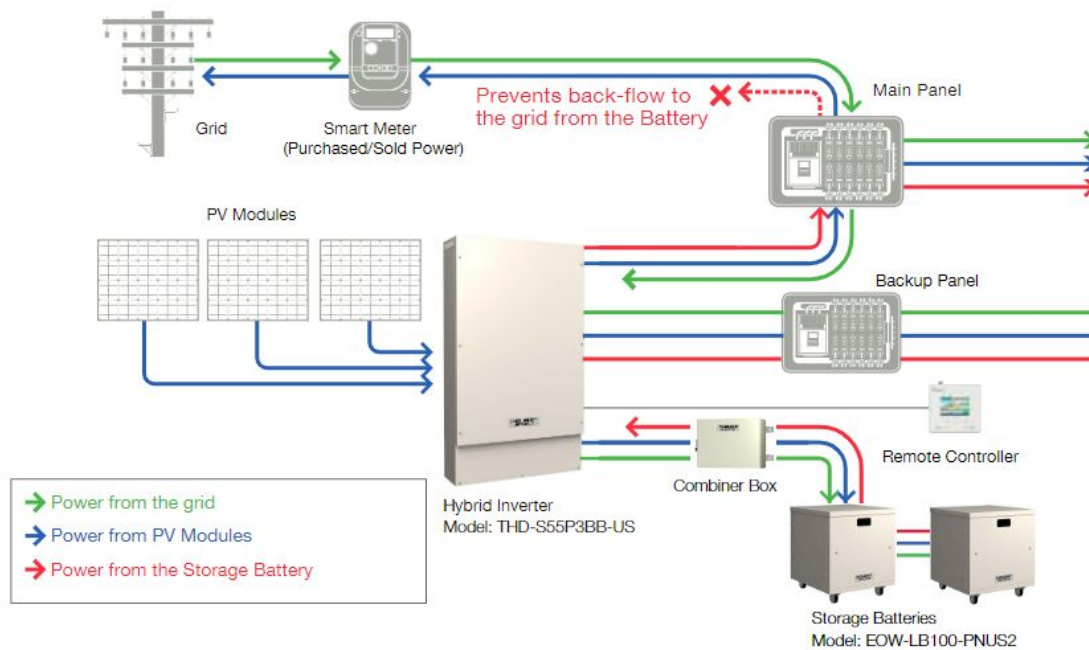 Grid
Smart Meter
(Purchased/Sold Power)
Prevents back-flow to
the grid from the Battery
Main Panel
PV Modules
Backup Panel
Remote Controller
Combiner Box
Hybrid Inverter
Model: THD-S55P3BB-US
Power from the grid
Power from PV Modules
Power from the Storage Battery
Storage Batteries
Model: EOW-LB100-PNUS2